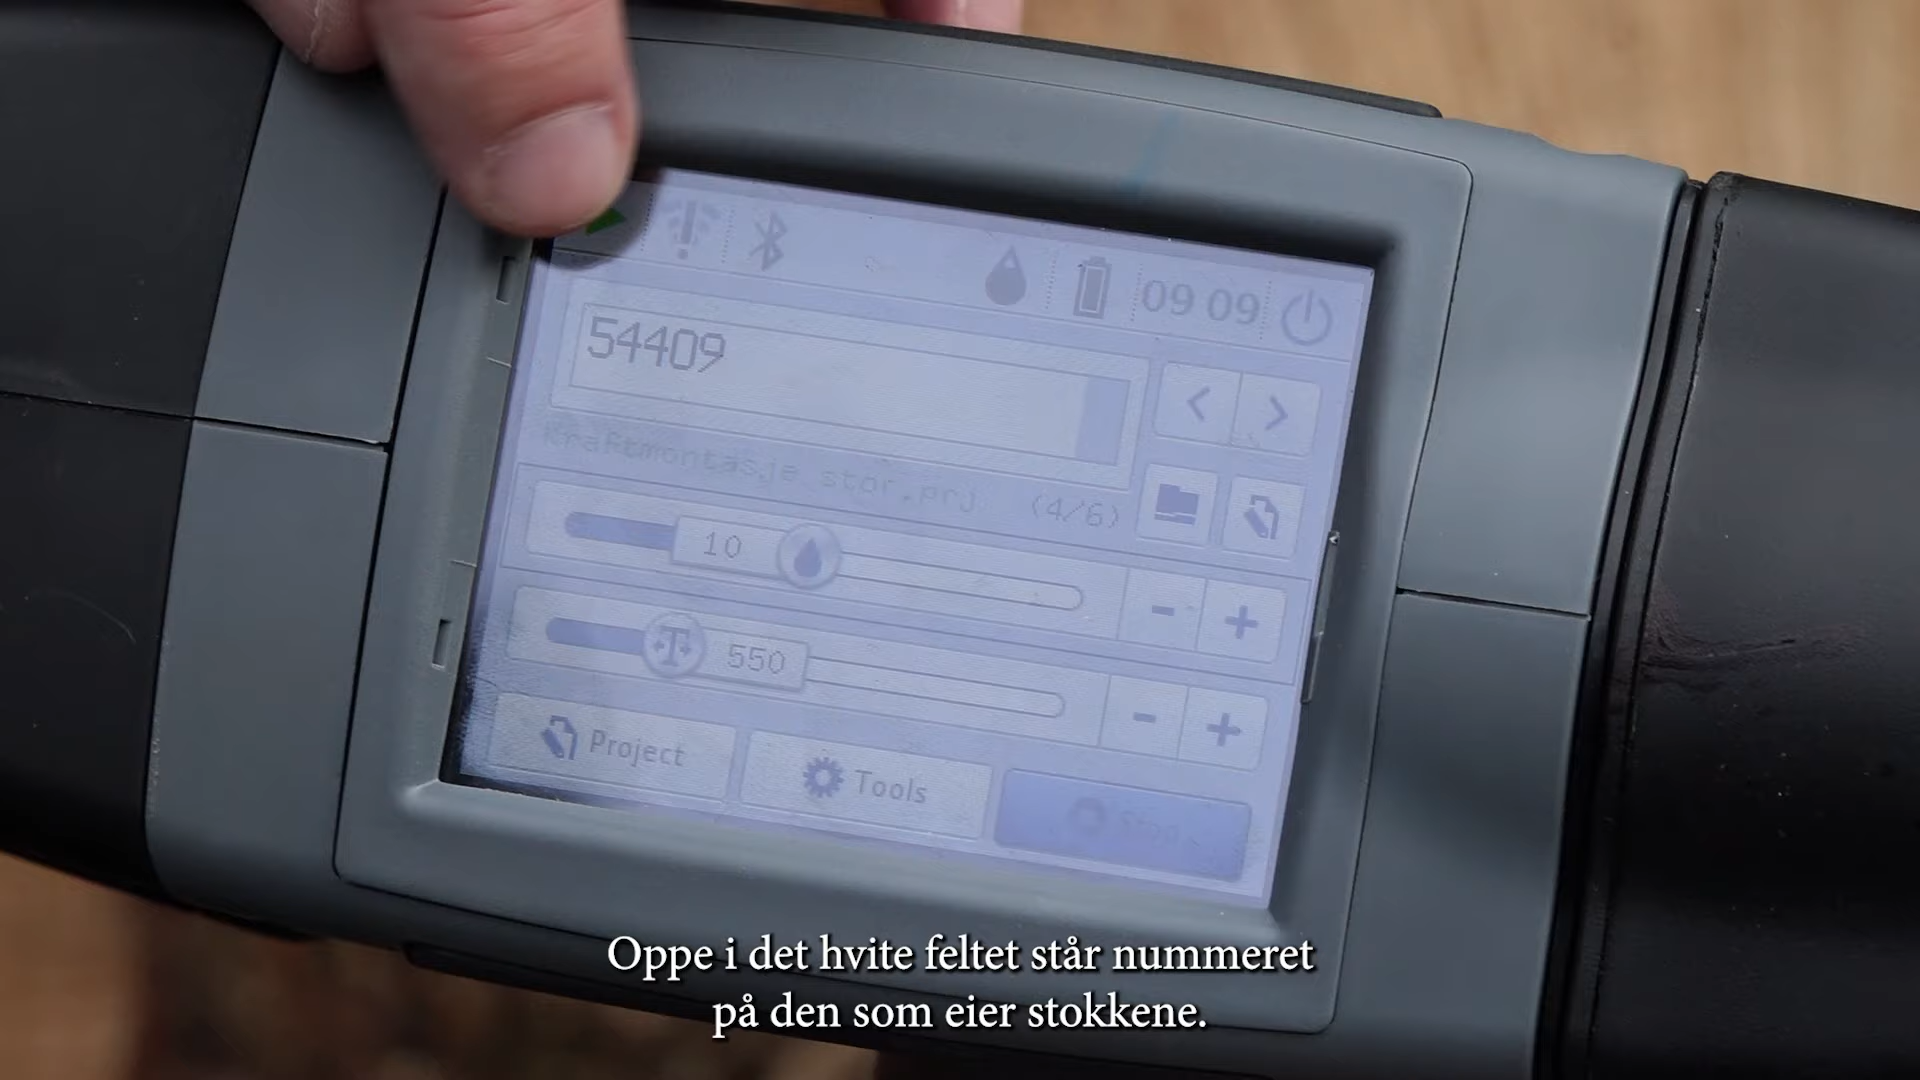 09 09
54409
Kraftmontasje stor.prj (4/6)
10
- +
550
- +
Project
Tools
Stop
Oppe i det hvite feltet står nummeret
på den som eier stokkene.